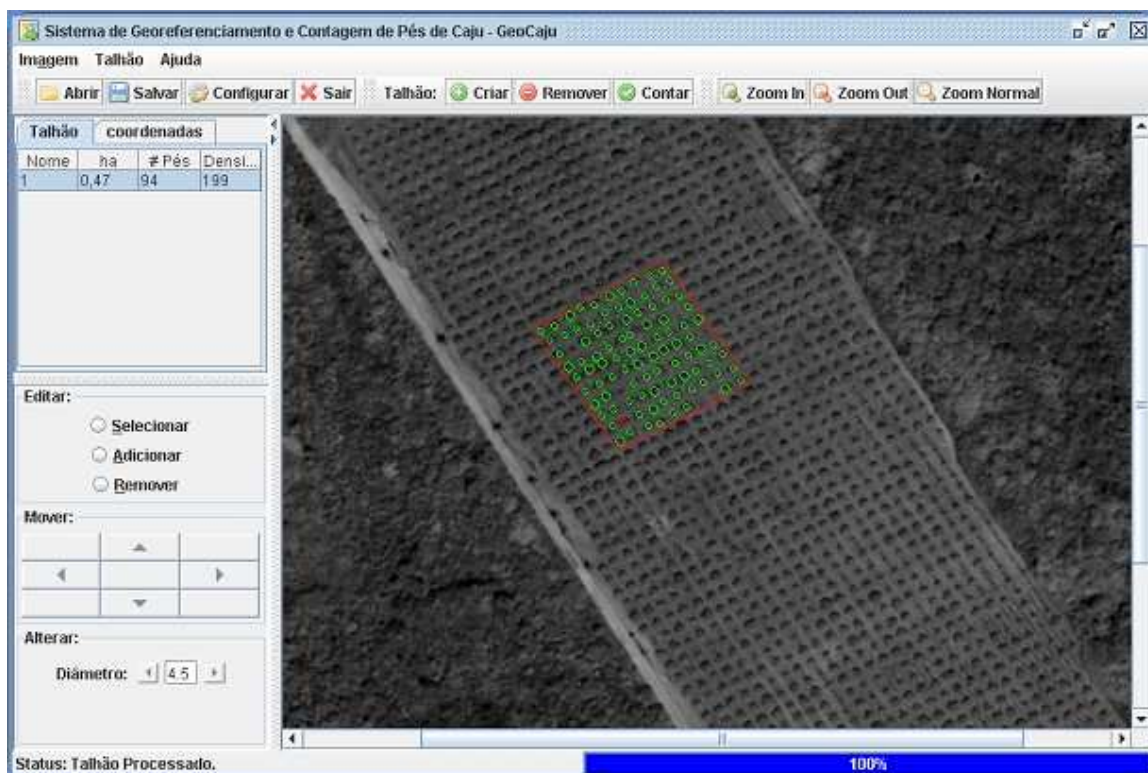 Sistema de Georeferenciamento e Contagem de Pés de Caju - GeoCaju
Imagem Talhão Ajuda
Abrir Salvar Configurar Sair Talhão: Criar Remover Contar Zoom In Zoom Out Zoom Normal
Talhão coordenadas
Nome ha # Pés Densi...
1 0,47 94 199
Editar:
Selecionar
Adicionar
Remover
Mover:
Alterar:
Diâmetro: 4.5
Status: Talhão Processado. 100%